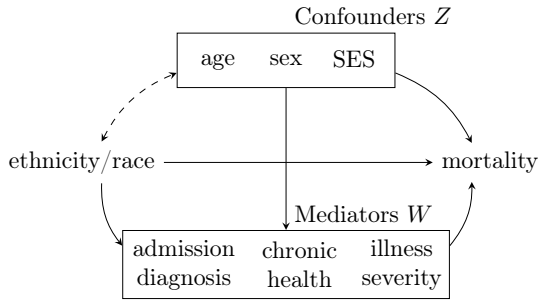 Confounders Z
age sex SES
ethnicity/race
mortality
Mediators W
admission diagnosis
chronic health
illness severity